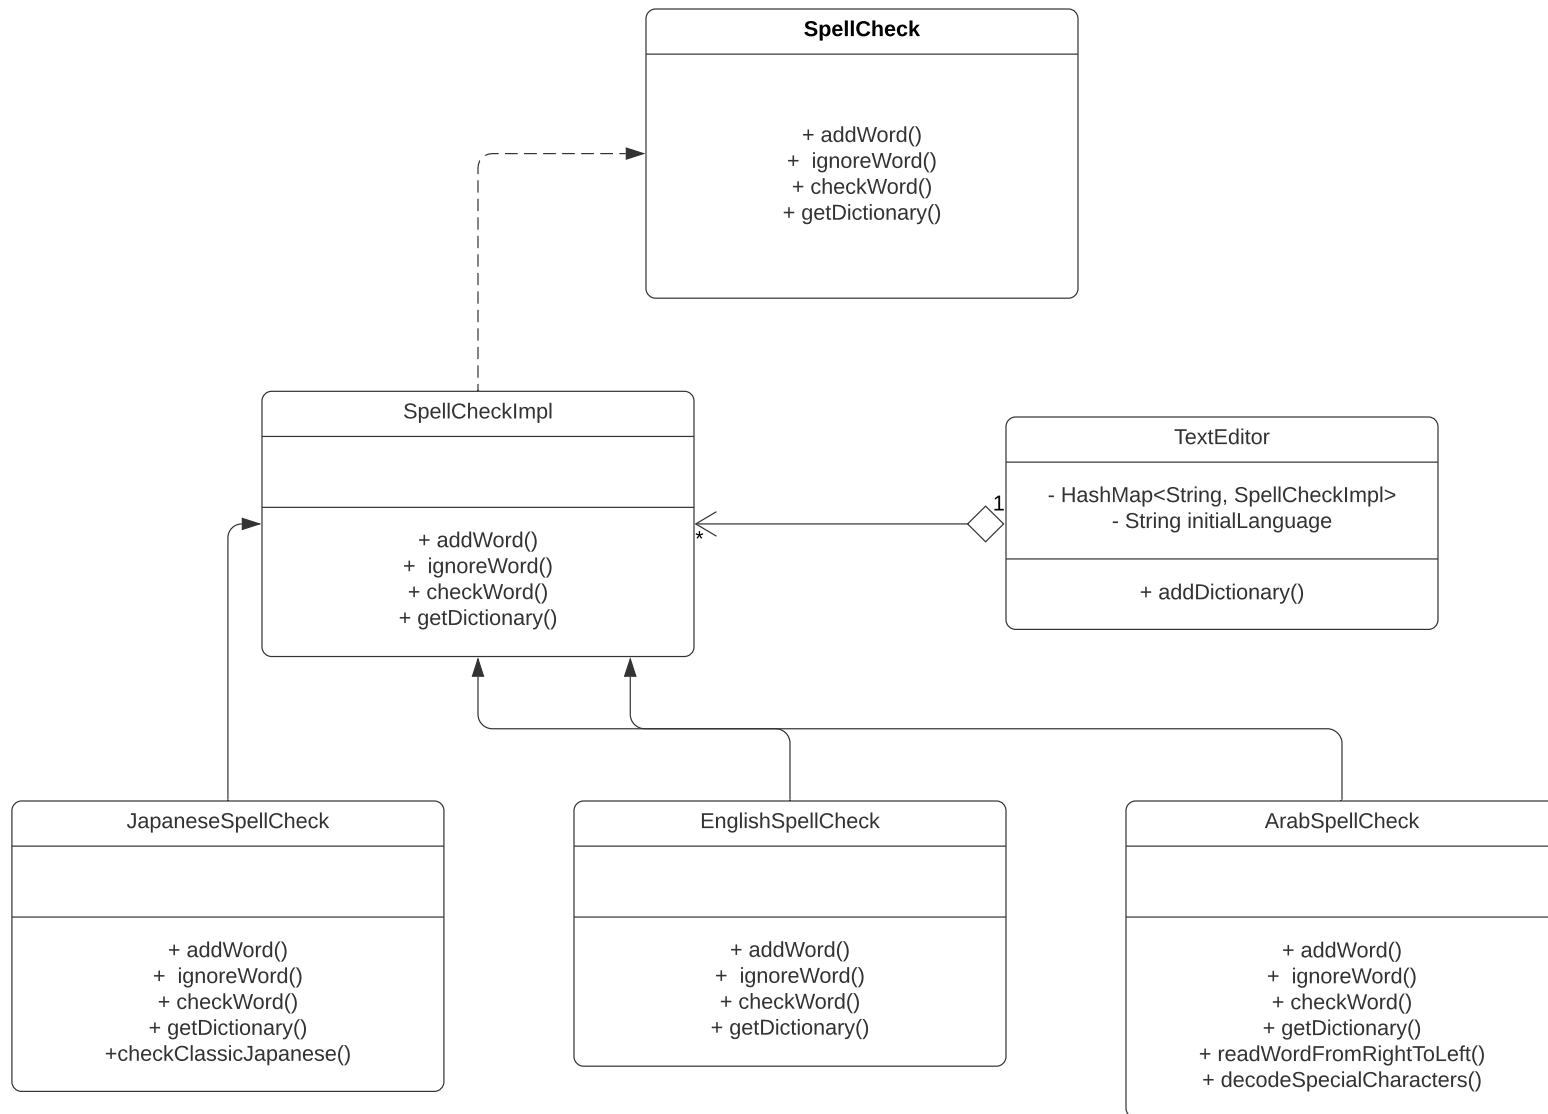 SpellCheck
+ addWord()
+  ignoreWord()
+ checkWord()
+ getDictionary()
SpellCheckImpl
+ addWord()
+  ignoreWord()
+ checkWord()
+ getDictionary()
*
1
TextEditor
- HashMap<String, SpellCheckImpl>
- String initialLanguage
+ addDictionary()
JapaneseSpellCheck
+ addWord()
+  ignoreWord()
+ checkWord()
+ getDictionary()
+checkClassicJapanese()
EnglishSpellCheck
+ addWord()
+  ignoreWord()
+ checkWord()
+ getDictionary()
ArabSpellCheck
+ addWord()
+  ignoreWord()
+ checkWord()
+ getDictionary()
+ readWordFromRightToLeft()
+ decodeSpecialCharacters()